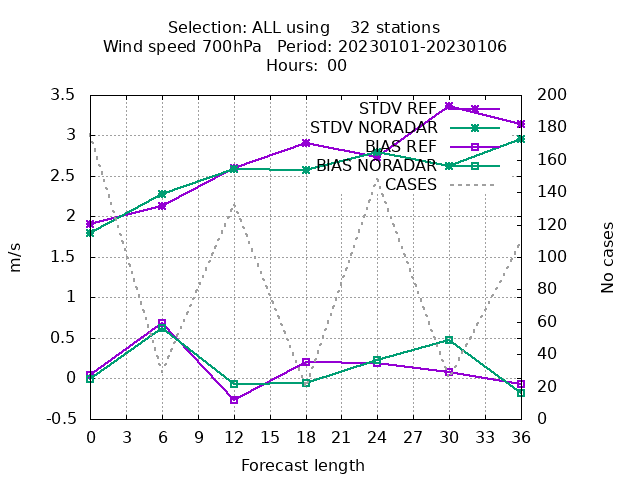 Selection: ALL using    32 stations
Wind speed 700hPa   Period: 20230101-20230106
Hours:  00
3.5
3
2.5
2
1.5
1
0.5
0
-0.5
m/s
STDV REF
STDV NORADAR
BIAS REF
BIAS NORADAR
CASES
200
180
160
140
120
100
80
60
40
20
0
No cases
0 3 6 9 12 15 18 21 24 27 30 33 36
Forecast length